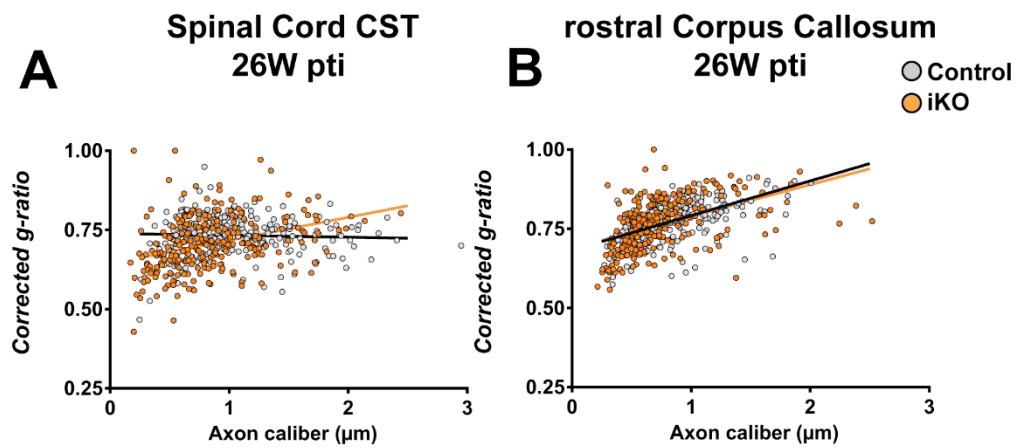 Spinal Cord CST
26W pti
A
Corrected g-ratio
1.00
0.75
0.50
0.25
0
1
2
3
Axon caliber (µm)
rostral Corpus Callosum
26W pti
B
Control
iKO
Corrected g-ratio
1.00
0.75
0.50
0.25
0
1
2
3
Axon caliber (µm)